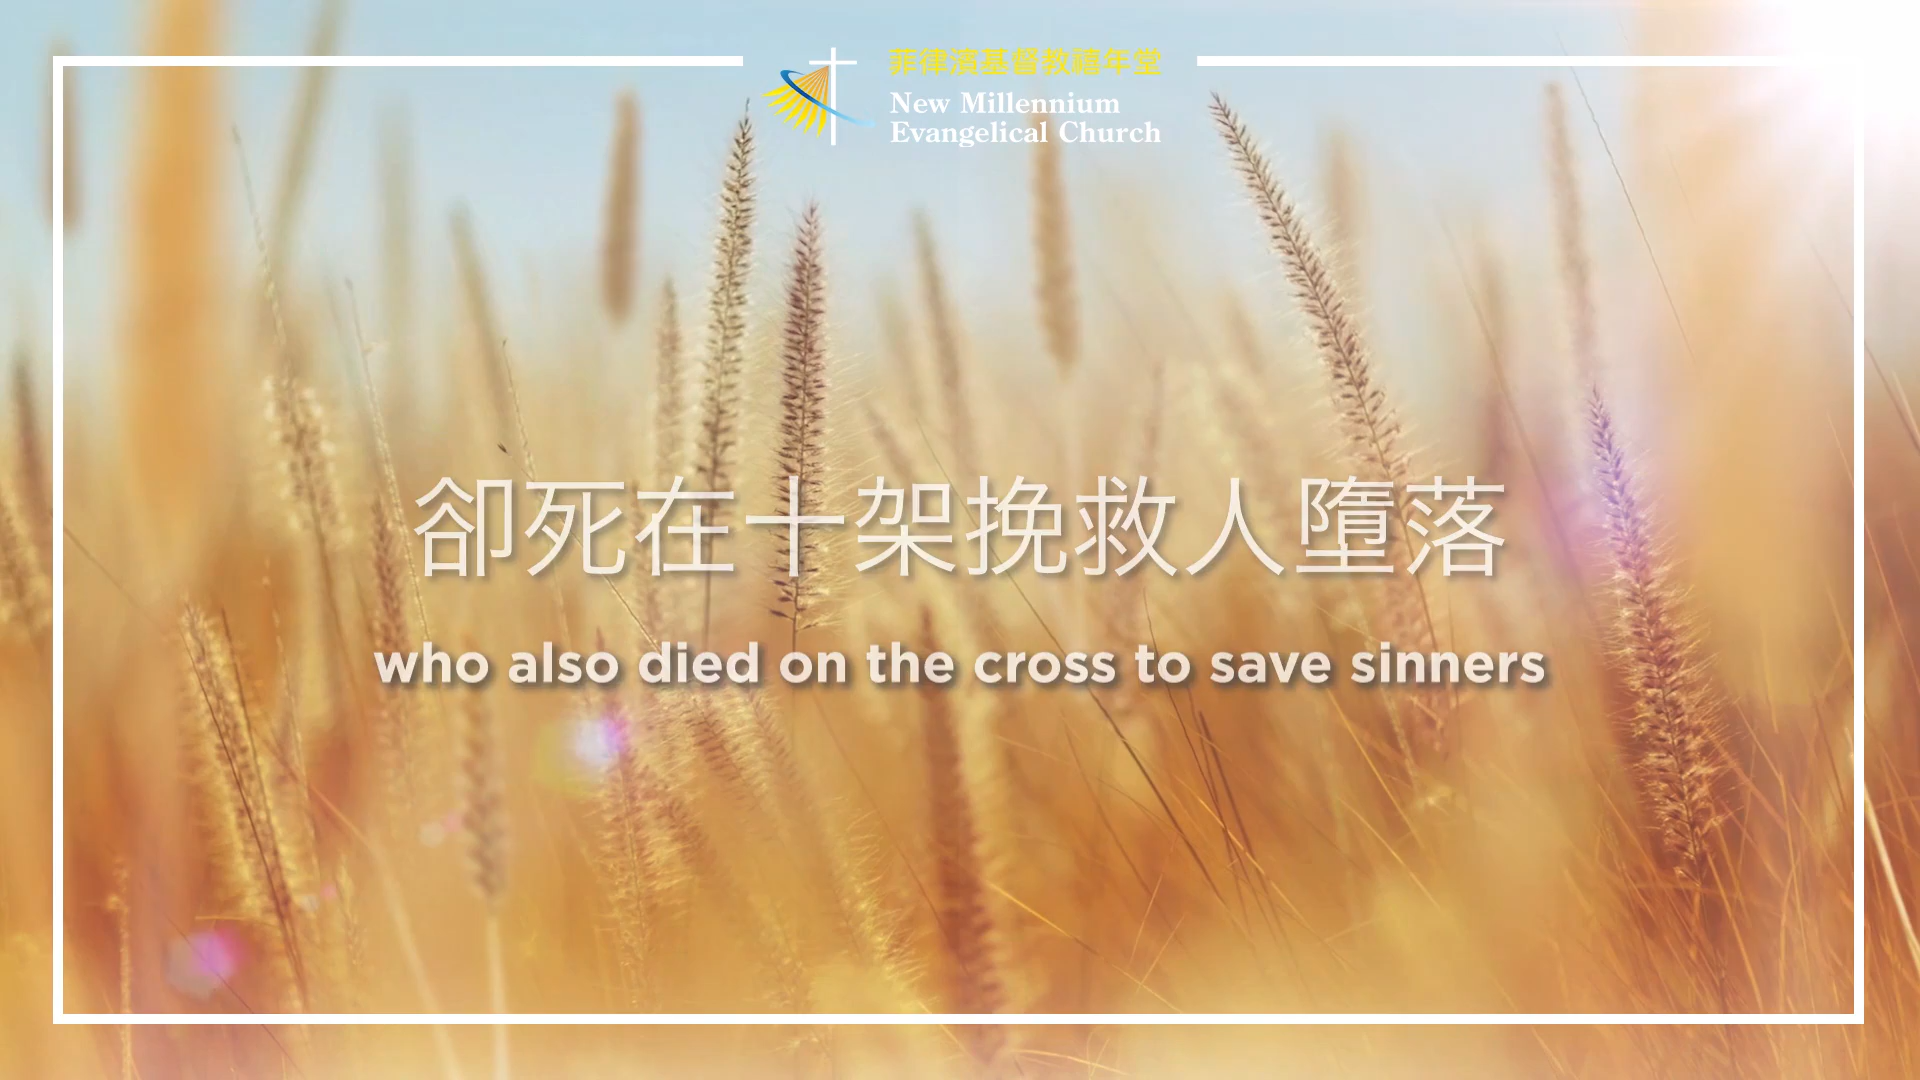 菲律濱基督教禧年堂
New Millennium
Evangelical Church
卻死在十架挽救人墮落
who also died on the cross to save sinners